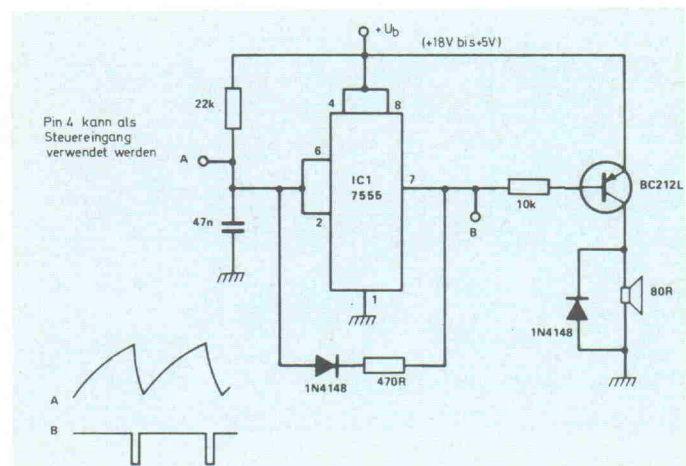 +U_b
(+18V bis+5V)
22k
Pin 4 kann als
Steuereingang
verwendet werden
A
4
8
6
IC1
7555
7
2
47n
1
B
10k
BC212L
80R
1N4148
1N4148
470R
A
B